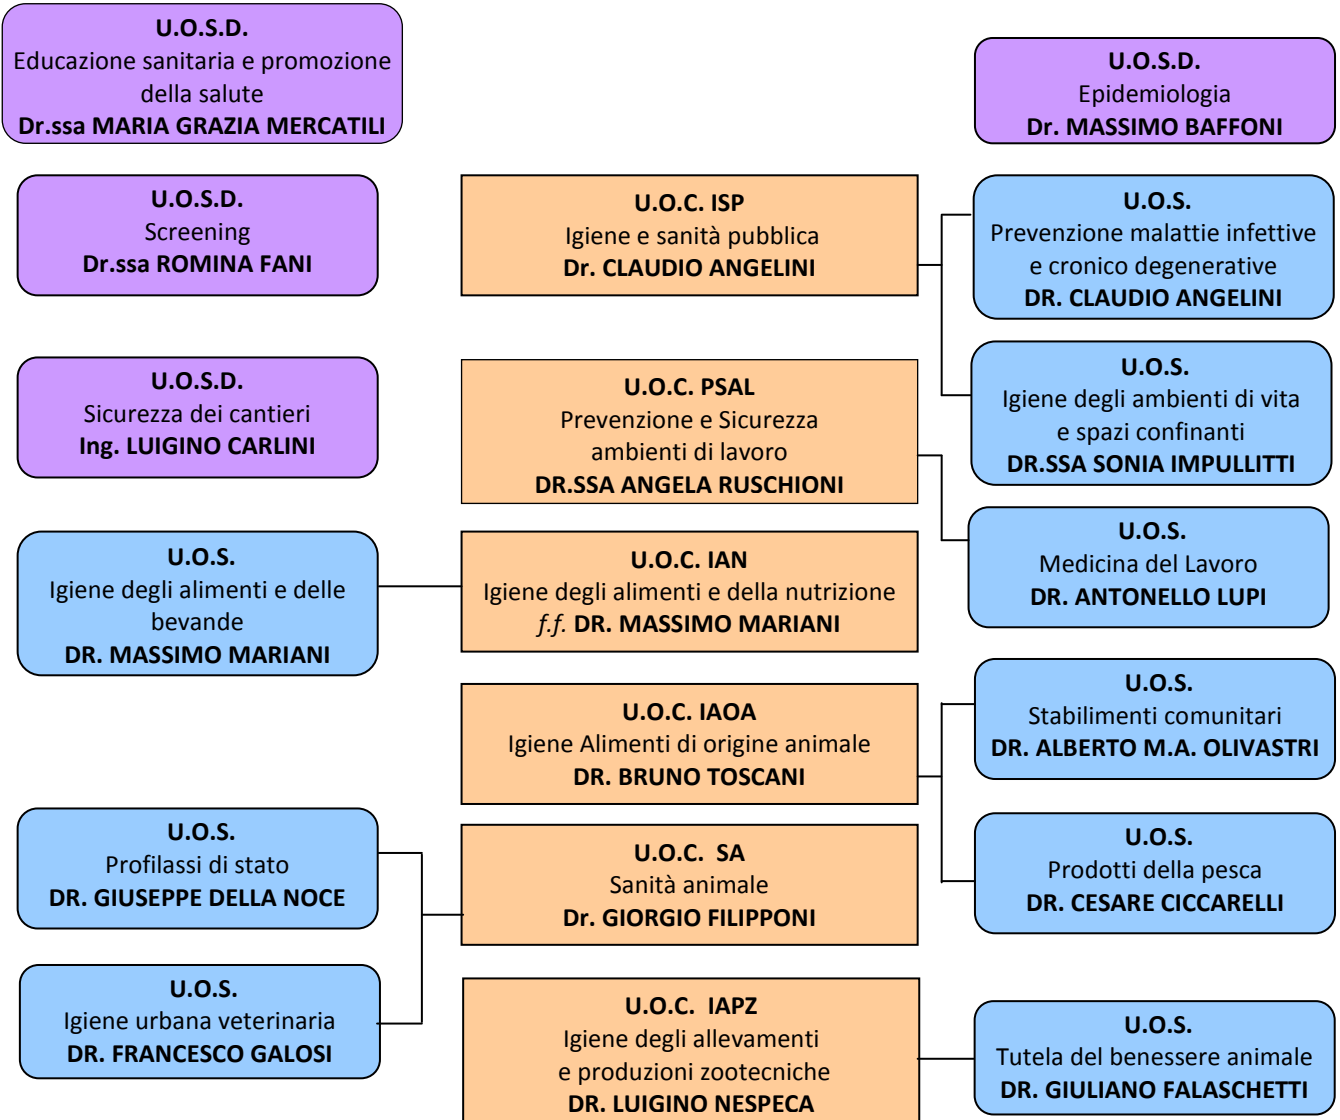 U.O.S.D.
Educazione sanitaria e promozione
della salute
Dr.ssa MARIA GRAZIA MERCATILI
U.O.S.D.
Epidemiologia
Dr. MASSIMO BAFFONI
U.O.S.D.
Screening
Dr.ssa ROMINA FANI
U.O.C. ISP
Igiene e sanità pubblica
Dr. CLAUDIO ANGELINI
U.O.S.
Prevenzione malattie infettive
e cronico degenerative
DR. CLAUDIO ANGELINI
U.O.S.D.
Sicurezza dei cantieri
Ing. LUIGINO CARLINI
U.O.C. PSAL
Prevenzione e Sicurezza
ambienti di lavoro
DR.SSA ANGELA RUSCHIONI
U.O.S.
Igiene degli ambienti di vita
e spazi confinanti
DR.SSA SONIA IMPULLITTI
U.O.S.
Igiene degli alimenti e delle
bevande
DR. MASSIMO MARIANI
U.O.C. IAN
Igiene degli alimenti e della nutrizione
f.f. DR. MASSIMO MARIANI
U.O.S.
Medicina del Lavoro
DR. ANTONELLO LUPI
U.O.C. IAOA
Igiene Alimenti di origine animale
DR. BRUNO TOSCANI
U.O.S.
Stabilimenti comunitari
DR. ALBERTO M.A. OLIVASTRI
U.O.S.
Profilassi di stato
DR. GIUSEPPE DELLA NOCE
U.O.C. SA
Sanità animale
Dr. GIORGIO FILIPPONI
U.O.S.
Prodotti della pesca
DR. CESARE CICCARELLI
U.O.S.
Igiene urbana veterinaria
DR. FRANCESCO GALOSI
U.O.C. IAPZ
Igiene degli allevamenti
e produzioni zootecniche
DR. LUIGINO NESPECA
U.O.S.
Tutela del benessere animale
DR. GIULIANO FALASCHETTI